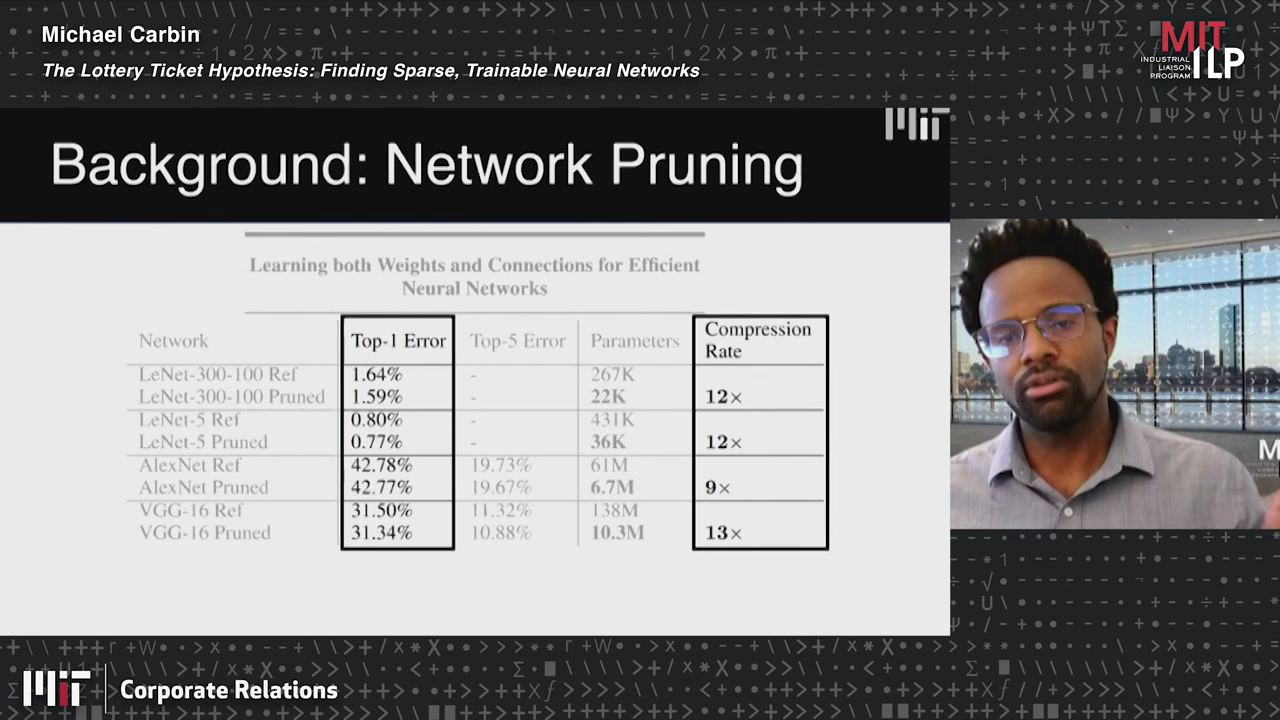 Michael Carbin
The Lottery Ticket Hypothesis: Finding Sparse, Trainable Neural Networks
MIT
INDUSTRIAL
LIAISON
PROGRAM
ILP
MIT
Background: Network Pruning
Learning both Weights and Connections for Efficient
Neural Networks
Network Top-1 Error Top-5 Error Parameters Compression
Rate
LeNet-300-100 Ref 1.64% - 267K
LeNet-300-100 Pruned 1.59% - 22K 12×
LeNet-5 Ref 0.80% - 431K
LeNet-5 Pruned 0.77% - 36K 12×
AlexNet Ref 42.78% 19.73% 61M
AlexNet Pruned 42.77% 19.67% 6.7M 9×
VGG-16 Ref 31.50% 11.32% 138M
VGG-16 Pruned 31.34% 10.88% 10.3M 13×
M
MIT
Corporate Relations